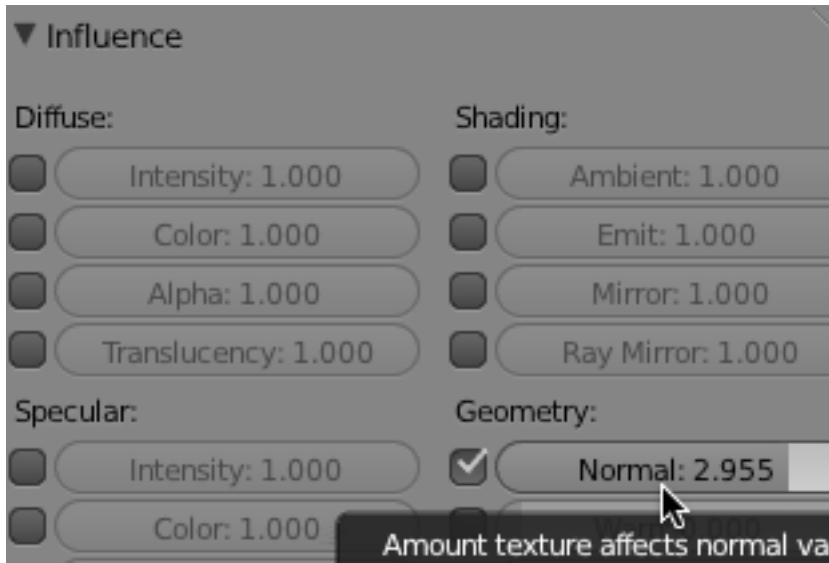 Influence
Diffuse:
Intensity: 1.000
Color: 1.000
Alpha: 1.000
Translucency: 1.000
Specular:
Intensity: 1.000
Color: 1.000
Shading:
Ambient: 1.000
Emit: 1.000
Mirror: 1.000
Ray Mirror: 1.000
Geometry:
Normal: 2.955
Amount texture affects normal va